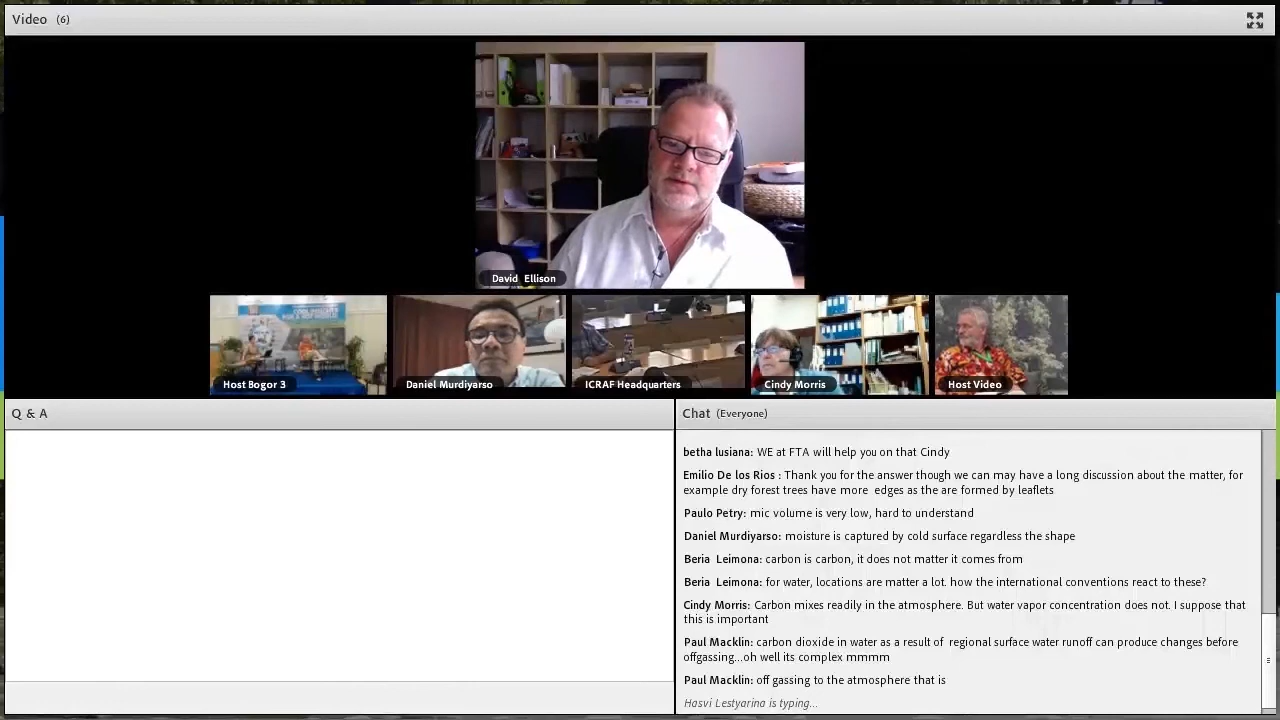 Video (6)
David Ellison
COOL INSIGHTS
FOR A HOT WORLD
Host Bogor 3
Daniel Murdiyarso
ICRAF Headquarters
Cindy Morris
Host Video
Q & A
Chat (Everyone)
betha lusiana: WE at FTA will help you on that Cindy
Emilio De los Rios : Thank you for the answer though we can may have a long discussion about the matter, for
example dry forest trees have more edges as the are formed by leaflets
Paulo Petry: mic volume is very low, hard to understand
Daniel Murdiyarso: moisture is captured by cold surface regardless the shape
Beria Leimona: carbon is carbon, it does not matter it comes from
Beria Leimona: for water, locations are matter a lot. how the international conventions react to these?
Cindy Morris: Carbon mixes readily in the atmosphere. But water vapor concentration does not. I suppose that
this is important
Paul Macklin: carbon dioxide in water as a result of regional surface water runoff can produce changes before
offgassing...oh well its complex mmmm
Paul Macklin: off gassing to the atmosphere that is
Hasvi Lestyarina is typing...